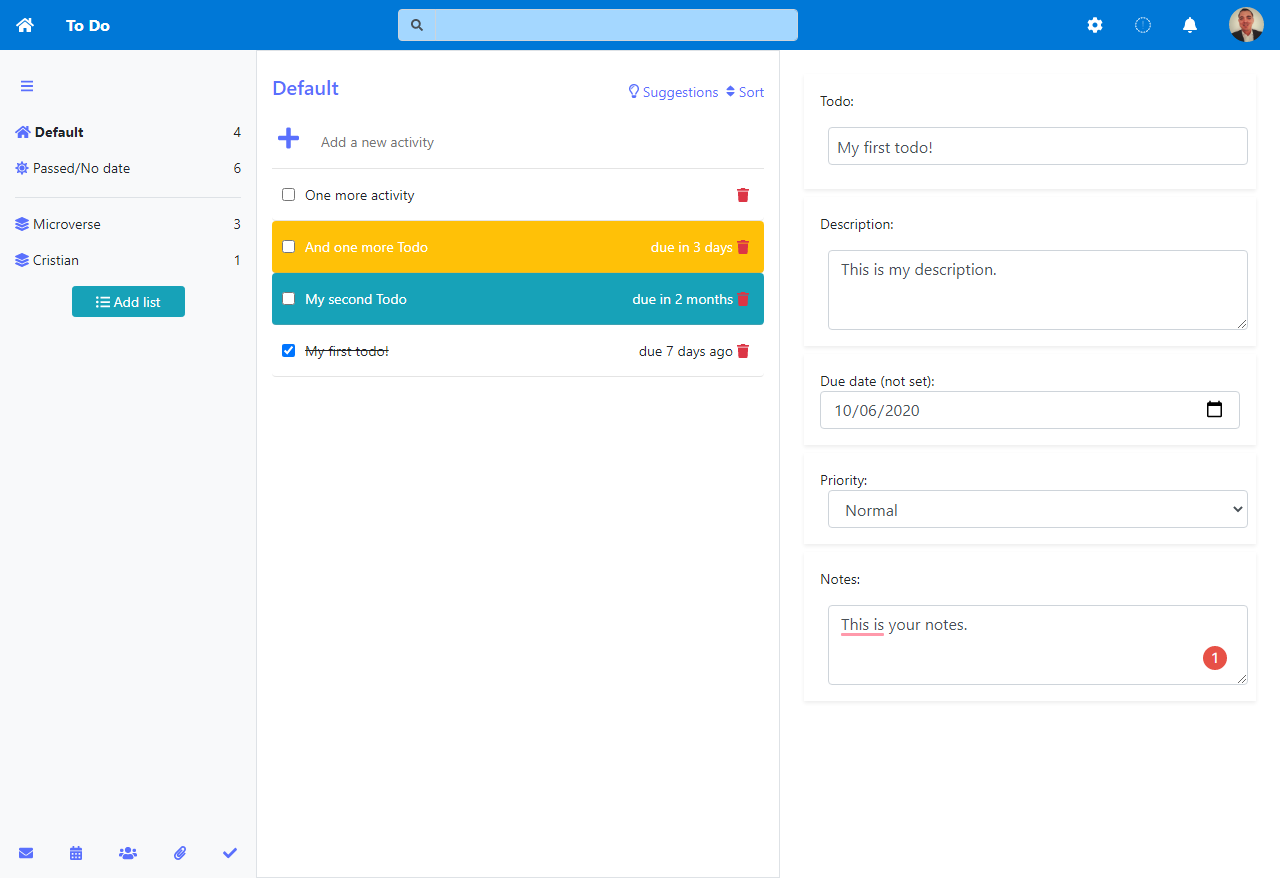 To Do
Default 4
Passed/No date 6
Microverse 3
Cristian 1
Add list
Default
Suggestions Sort
Add a new activity
One more activity
And one more Todo due in 3 days
My second Todo due in 2 months
My first todo! due 7 days ago
Todo:
My first todo!
Description:
This is my description.
Due date (not set):
10/06/2020
Priority:
Normal
Notes:
This is your notes.
1